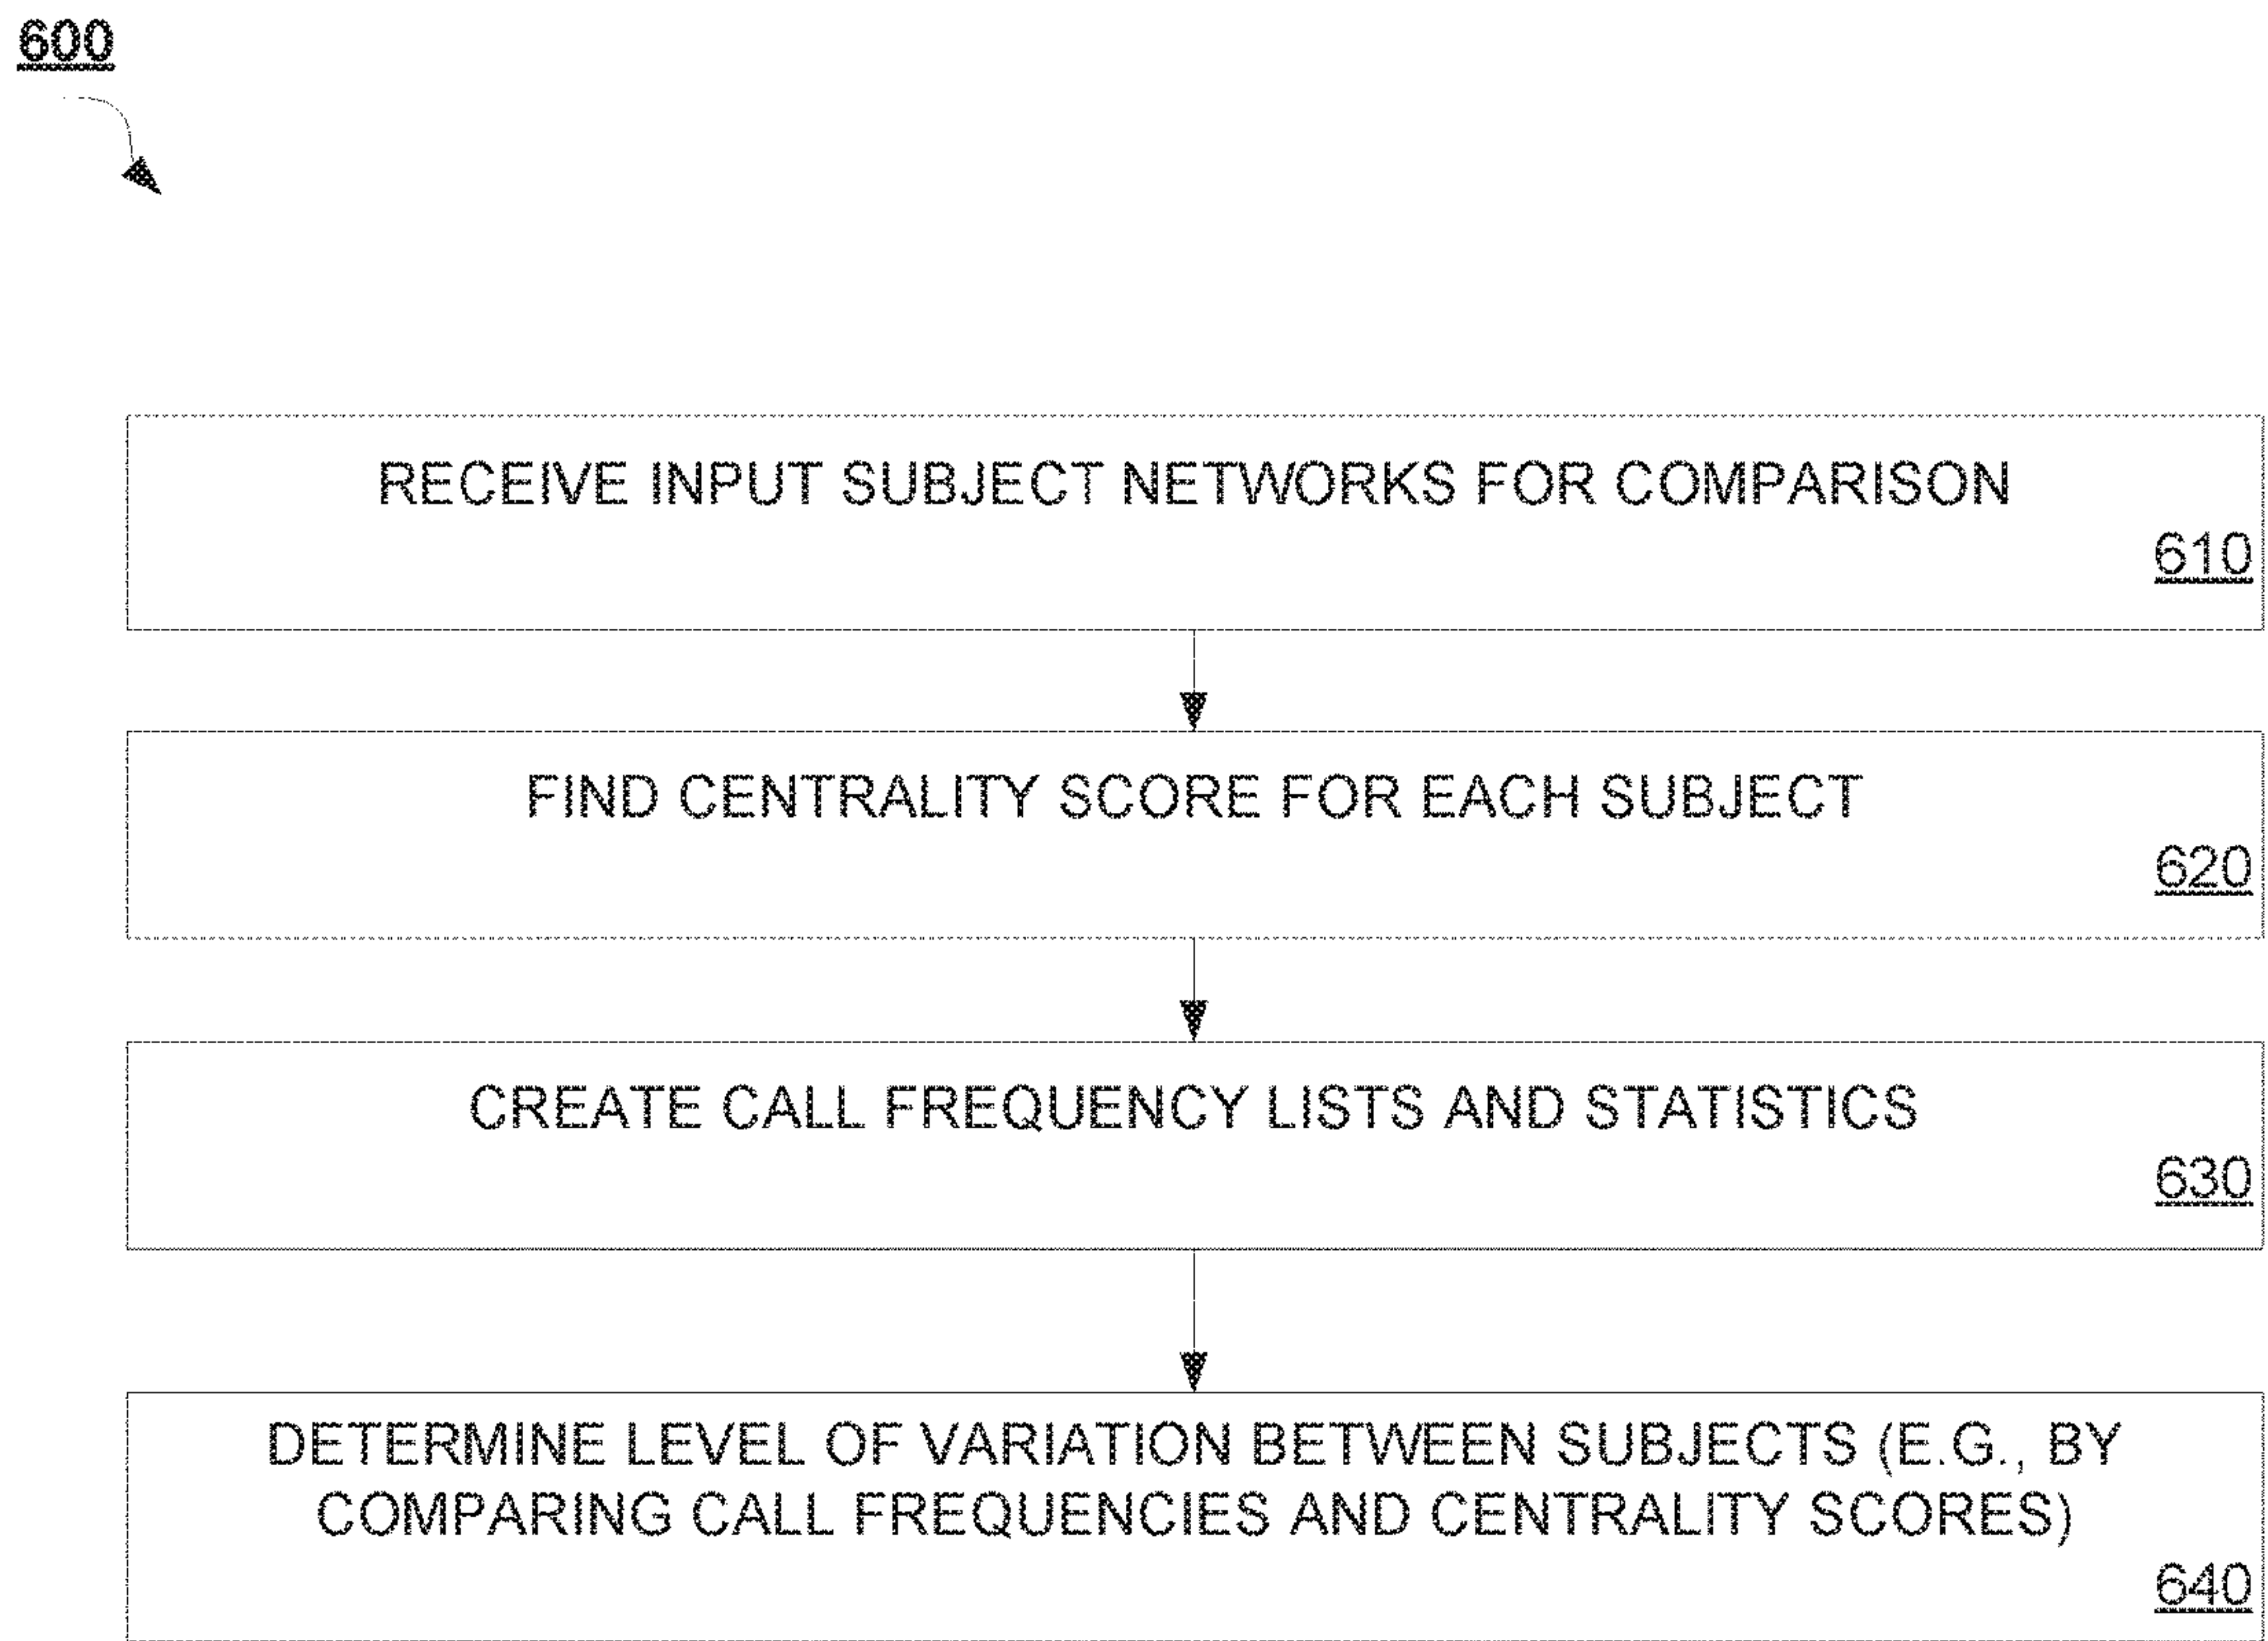 600
RECEIVE INPUT SUBJECT NETWORKS FOR COMPARISON
610
FIND CENTRALITY SCORE FOR EACH SUBJECT
620
CREATE CALL FREQUENCY LISTS AND STATISTICS
630
DETERMINE LEVEL OF VARIATION BETWEEN SUBJECTS (E.G., BY
COMPARING CALL FREQUENCIES AND CENTRALITY SCORES)
640